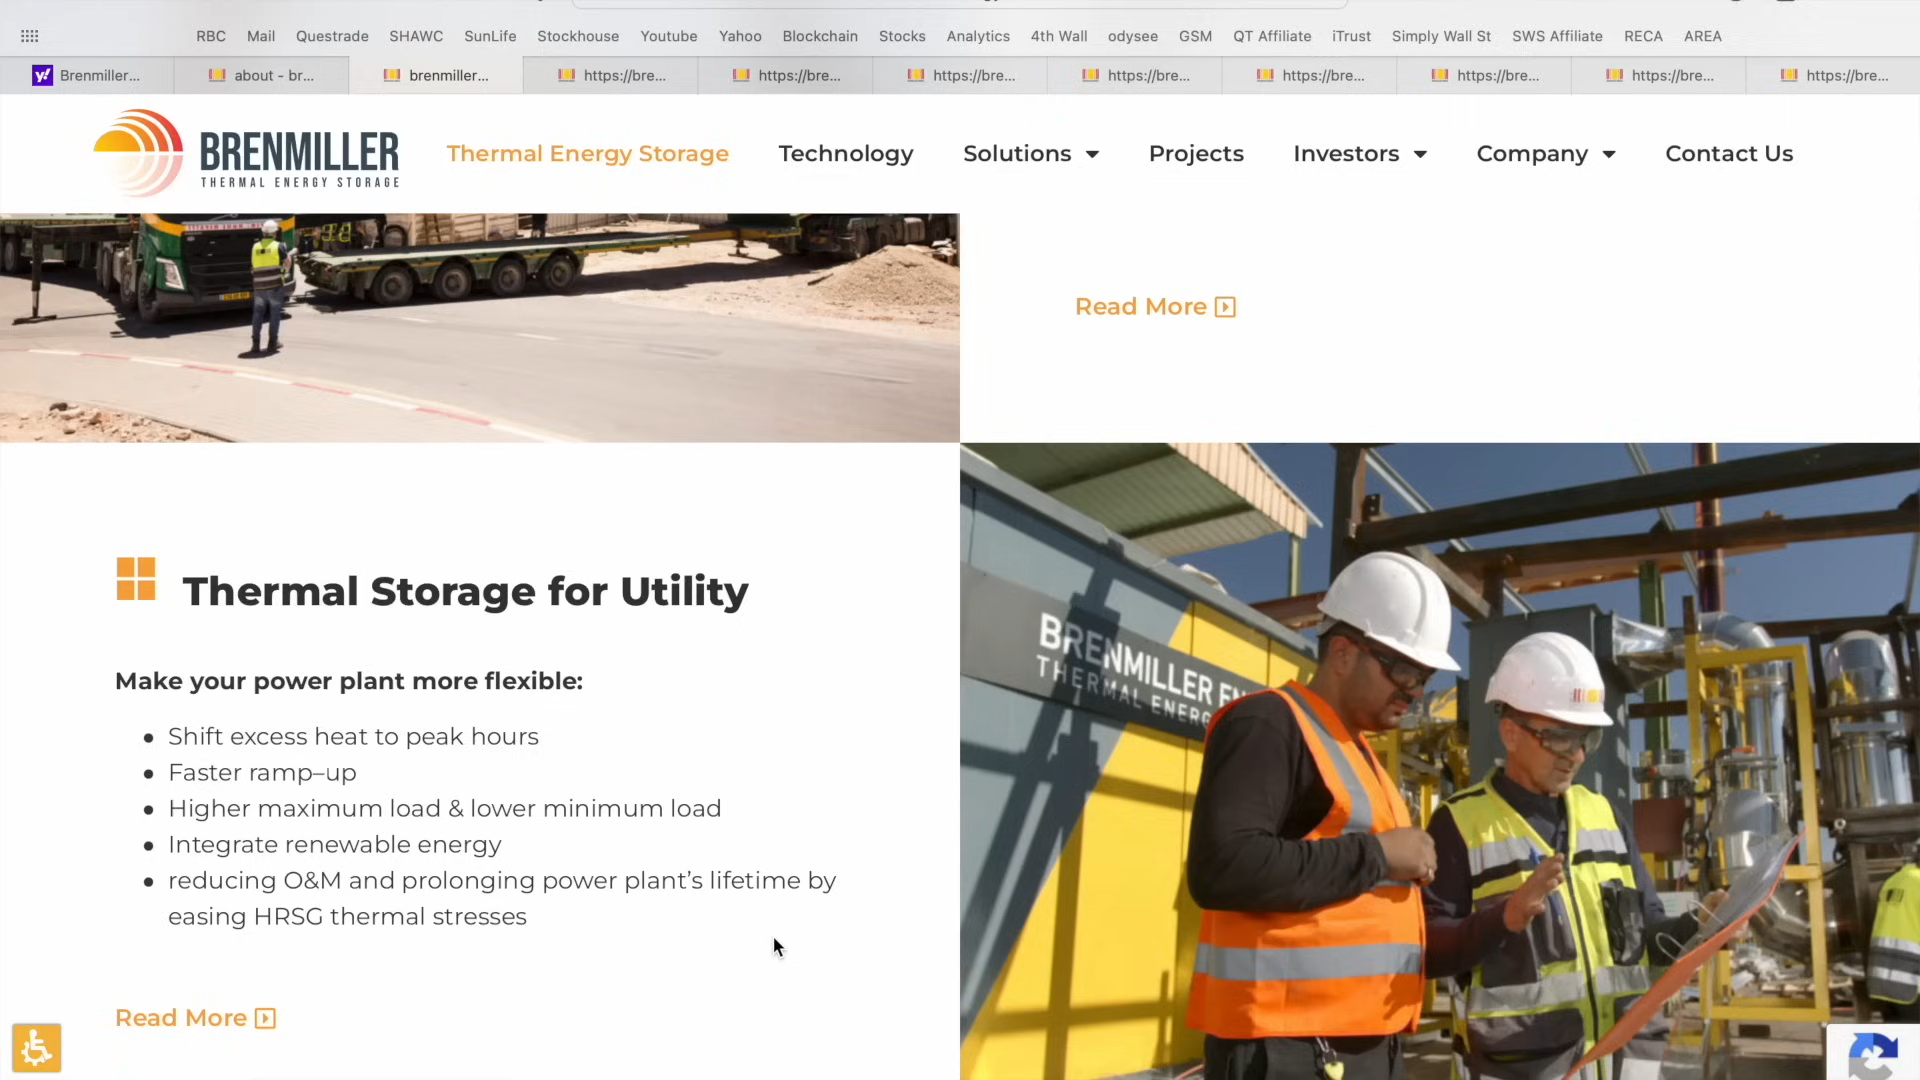 RBC Mail Questrade SHAWC SunLife Stockhouse Youtube Yahoo Blockchain Stocks Analytics 4th Wall odysee GSM QT Affiliate iTrust Simply Wall St SWS Affiliate RECA AREA
Brenmiller... about - br... brenmiller... https://bre... https://bre... https://bre... https://bre... https://bre... https://bre... https://bre... https://bre...
BRENMILLER
THERMAL ENERGY STORAGE
Thermal Energy Storage Technology Solutions Projects Investors Company Contact Us
Read More
Thermal Storage for Utility
Make your power plant more flexible:
Shift excess heat to peak hours
Faster ramp–up
Higher maximum load & lower minimum load
Integrate renewable energy
reducing O&M and prolonging power plant's lifetime by
easing HRSG thermal stresses
Read More
BRENMILLER EN
THERMAL ENERG